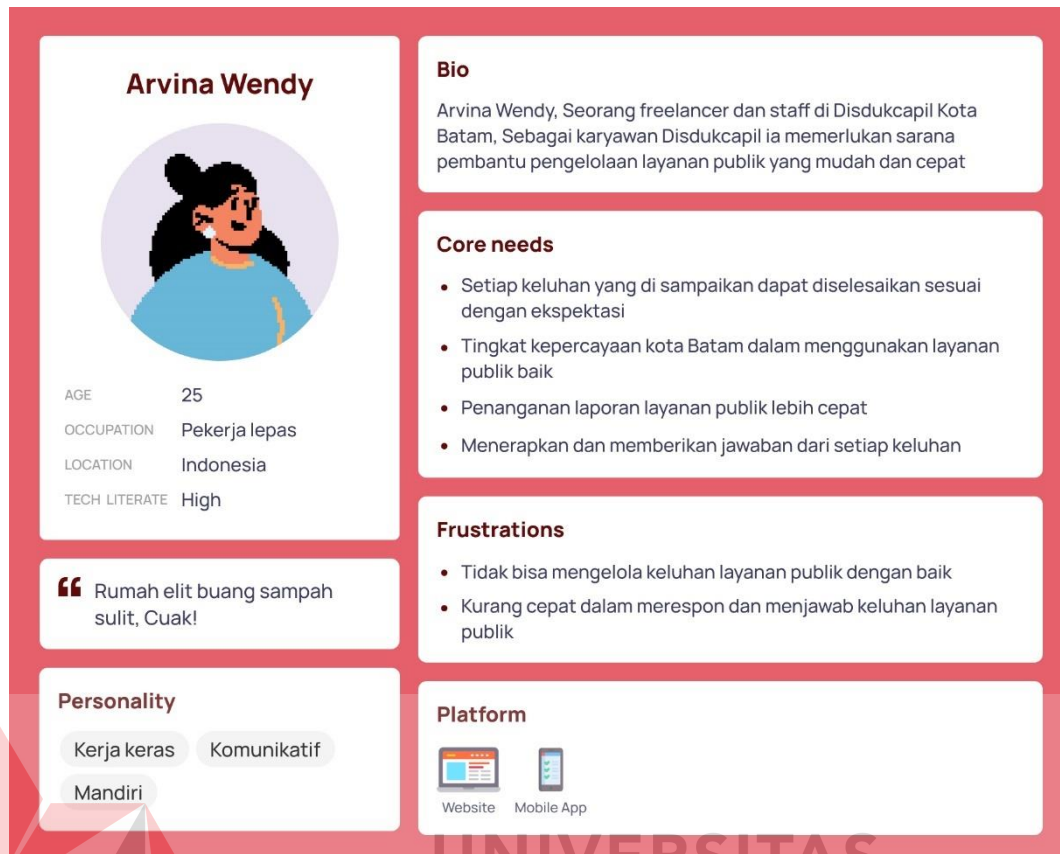 Arvina Wendy
AGE 25
OCCUPATION Pekerja lepas
LOCATION Indonesia
TECH LITERATE High
Rumah elit buang sampah
sulit, Cuak!
Personality
Kerja keras Komunikatif
Mandiri
Bio
Arvina Wendy, Seorang freelancer dan staff di Disdukcapil Kota
Batam, Sebagai karyawan Disdukcapil ia memerlukan sarana
pembantu pengelolaan layanan publik yang mudah dan cepat
Core needs
• Setiap keluhan yang di sampaikan dapat diselesaikan sesuai
dengan ekspektasi
• Tingkat kepercayaan kota Batam dalam menggunakan layanan
publik baik
• Penanganan laporan layanan publik lebih cepat
• Menerapkan dan memberikan jawaban dari setiap keluhan
Frustrations
• Tidak bisa mengelola keluhan layanan publik dengan baik
• Kurang cepat dalam merespon dan menjawab keluhan layanan
publik
Platform
Website Mobile App
UNIVERSITAS